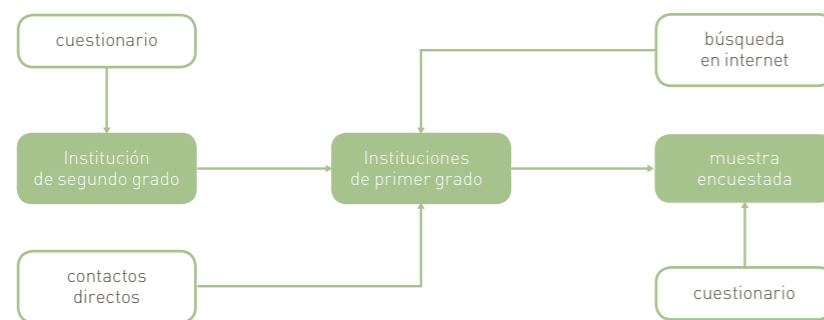 cuestionario
búsqueda
en internet
Institución
de segundo grado
Instituciones
de primer grado
muestra
encuestada
contactos
directos
cuestionario